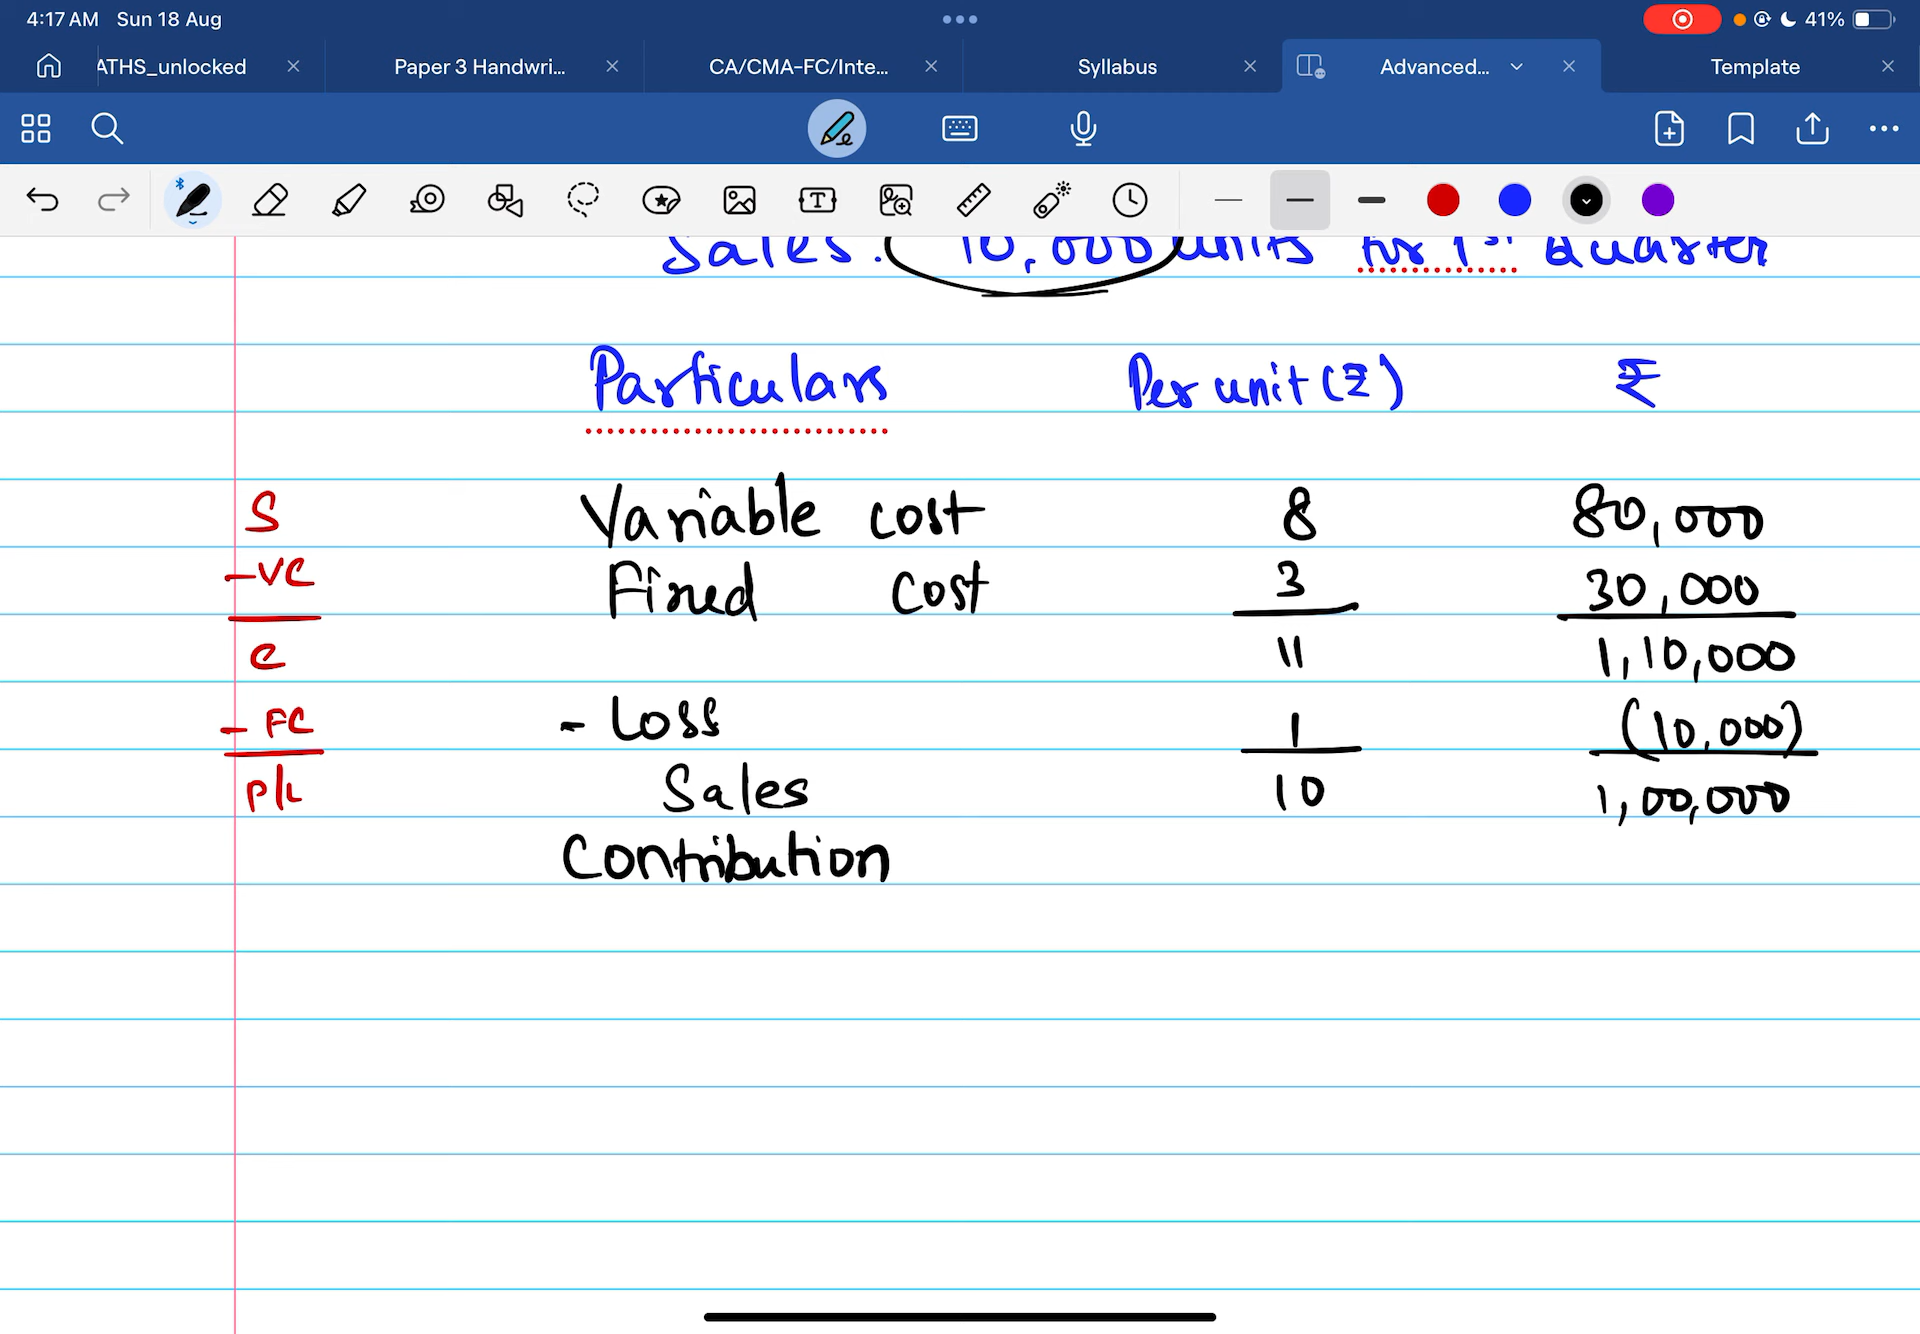 4:17 AM Sun 18 Aug 41%
ATHS_unlocked Paper 3 Handwri... CA/CMA-FC/Inte... Syllabus Advanced... Template
Sales: 10,000 units for 1st Quarter
Particulars Per unit (₹) ₹
S Variable cost 8 80,000
-VC Fixed cost 3 30,000
C 11 1,10,000
- FC - Loss 1 (10,000)
P/L Sales 10 1,00,000
Contribution